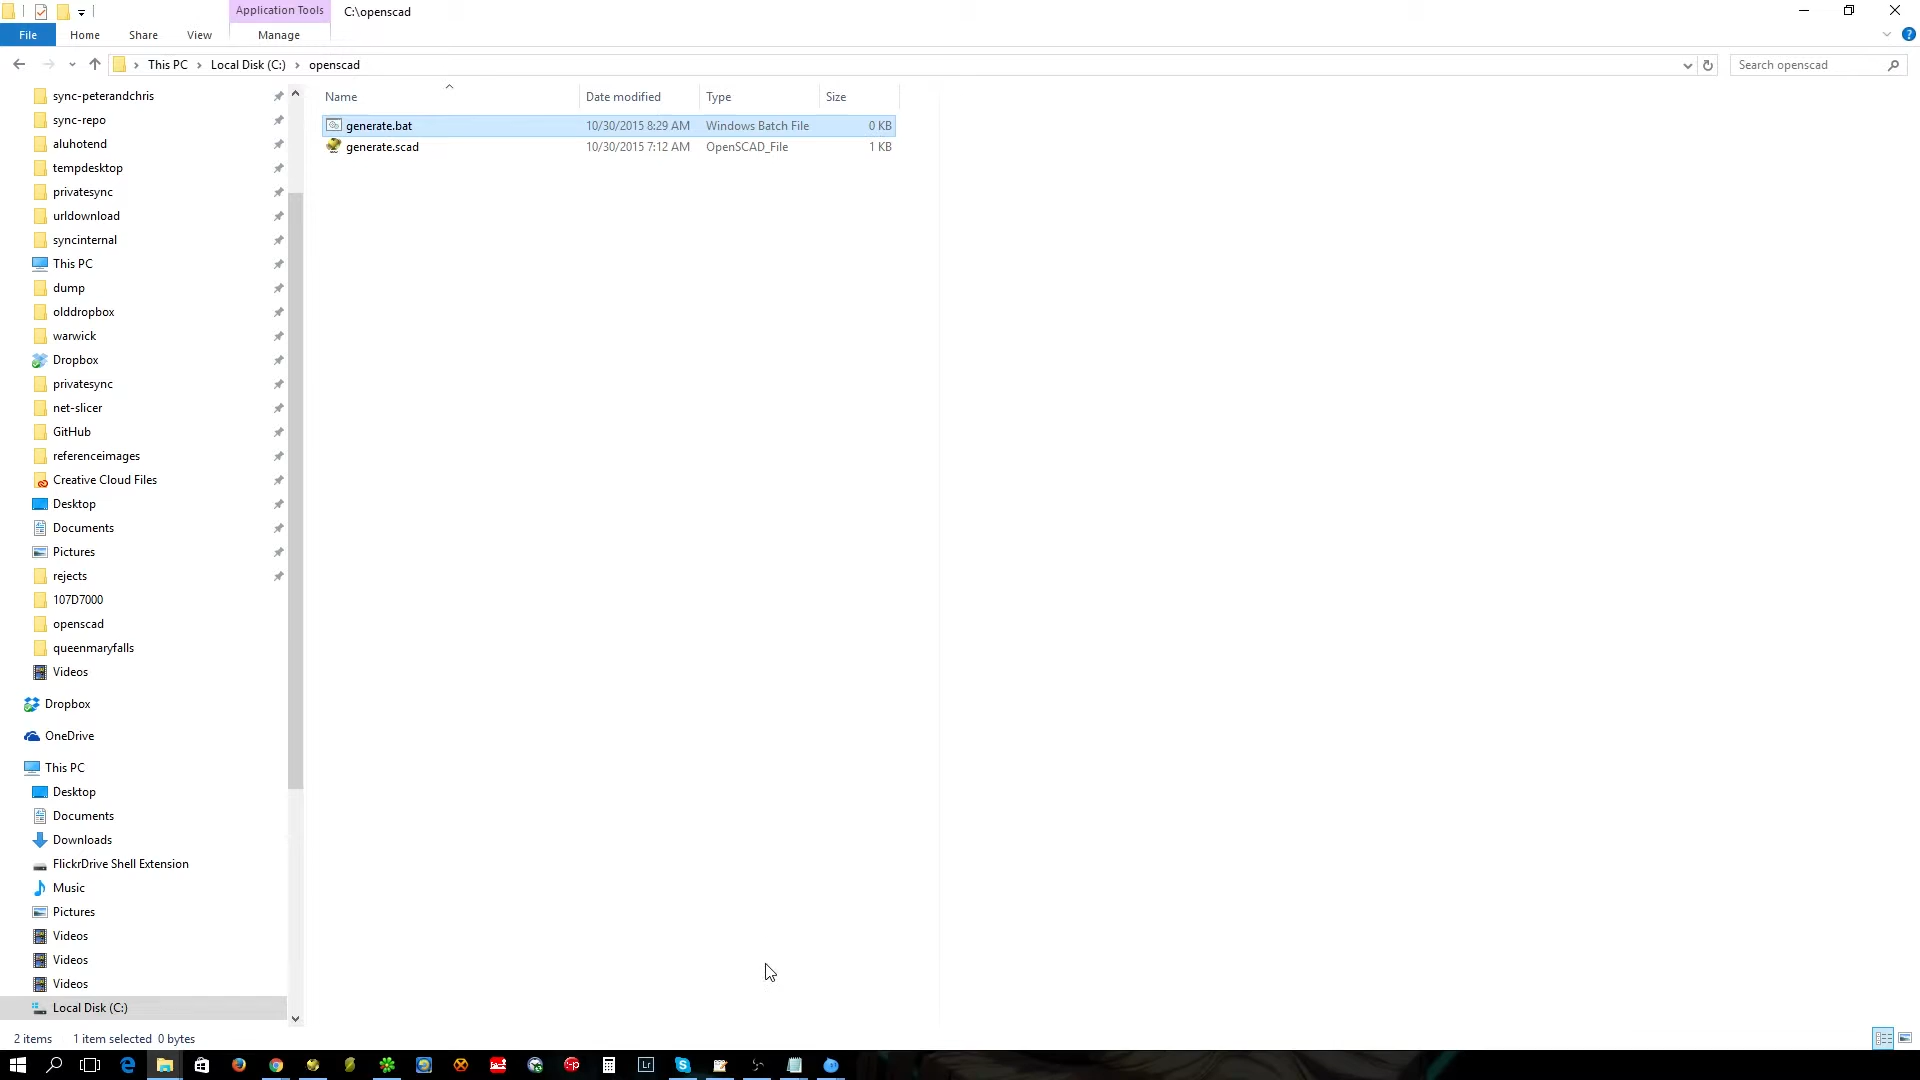 Application Tools
C:\openscad
File
Home
Share
View
Manage
This PC
Local Disk (C:)
openscad
Search openscad
Name
Date modified
Type
Size
generate.bat
10/30/2015 8:29 AM
Windows Batch File
0 KB
generate.scad
10/30/2015 7:12 AM
OpenSCAD_File
1 KB
sync-peterandchris
sync-repo
aluhotend
tempdesktop
privatesync
urldownload
syncinternal
This PC
dump
olddropbox
warwick
Dropbox
privatesync
net-slicer
GitHub
referenceimages
Creative Cloud Files
Desktop
Documents
Pictures
rejects
107D7000
openscad
queenmaryfalls
Videos
Dropbox
OneDrive
This PC
Desktop
Documents
Downloads
FlickrDrive Shell Extension
Music
Pictures
Videos
Videos
Videos
Local Disk (C:)
2 items
1 item selected 0 bytes
Lr